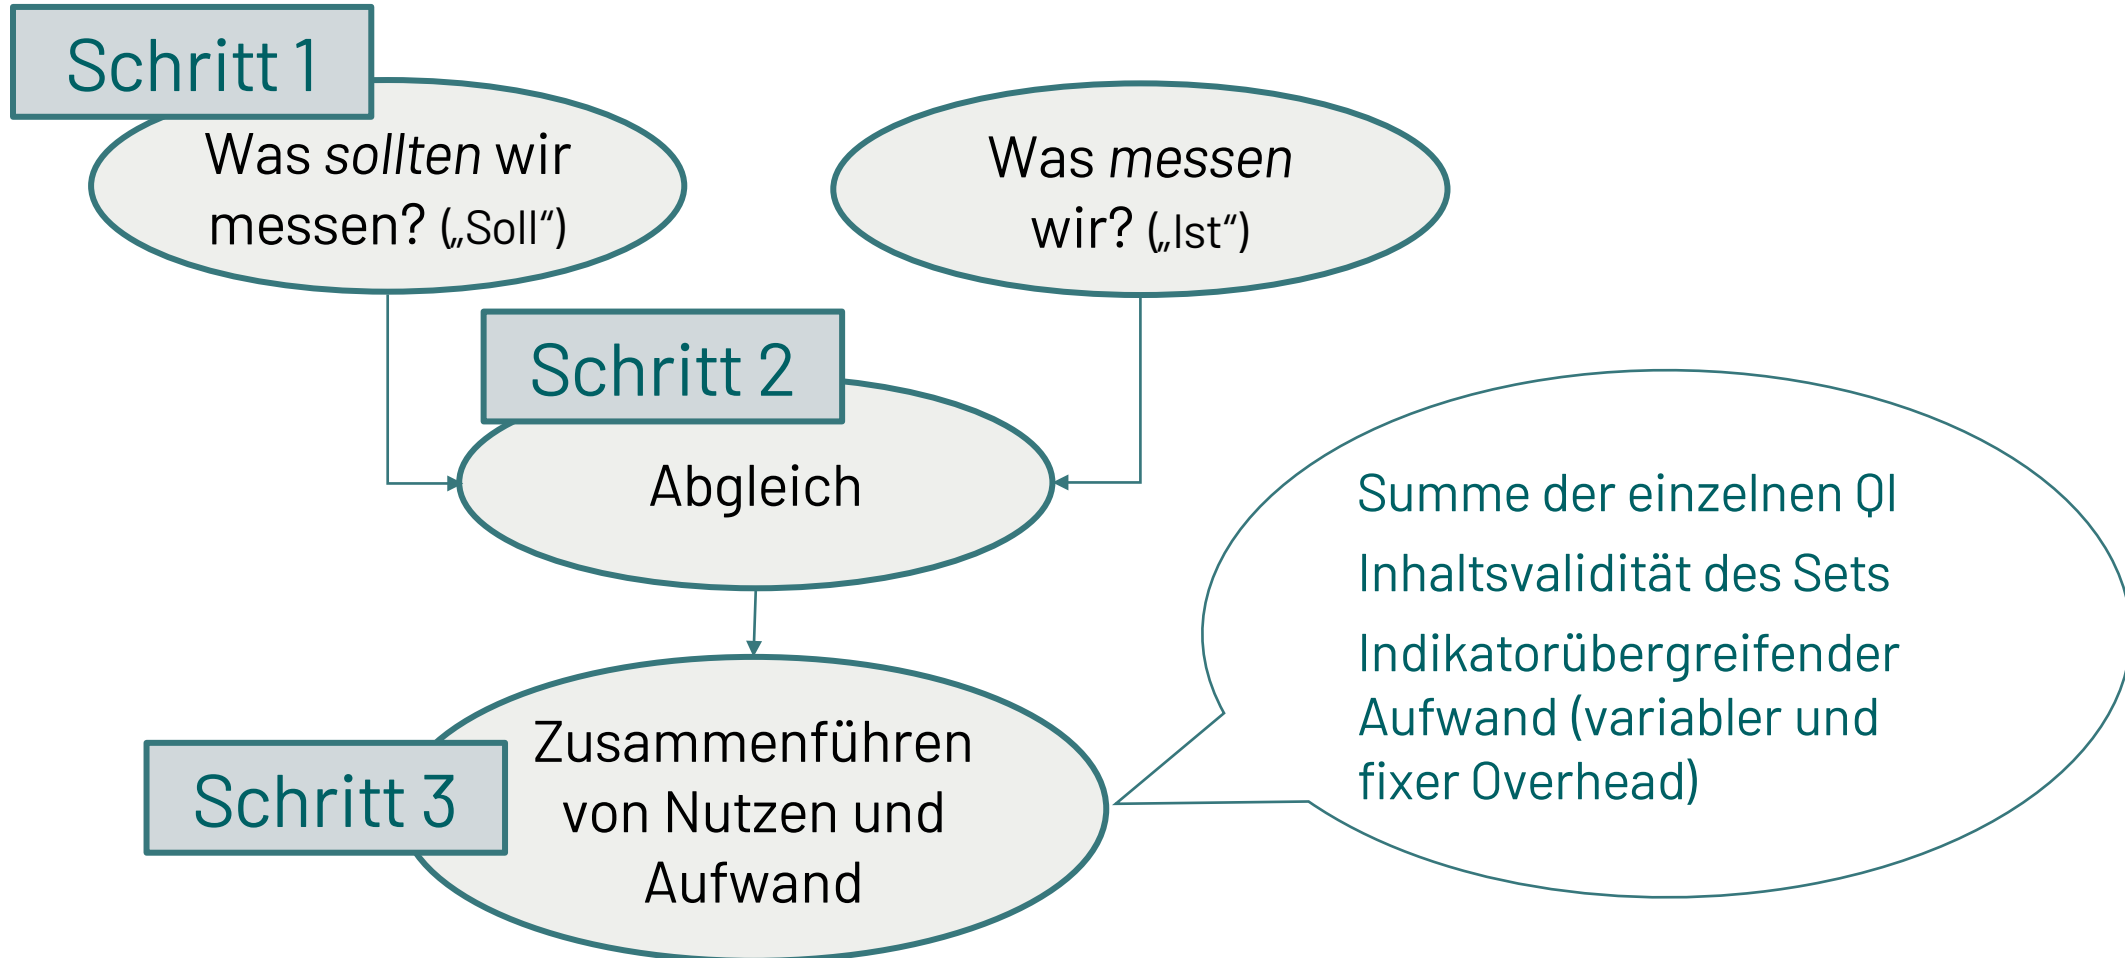 Schritt 1
Was sollten wir
messen? („Soll“)
Was messen
wir? („Ist“)
Schritt 2
Abgleich
Schritt 3
Zusammenführen
von Nutzen und
Aufwand
Summe der einzelnen QI
Inhaltsvalidität des Sets
Indikatorübergreifender
Aufwand (variabler und
fixer Overhead)